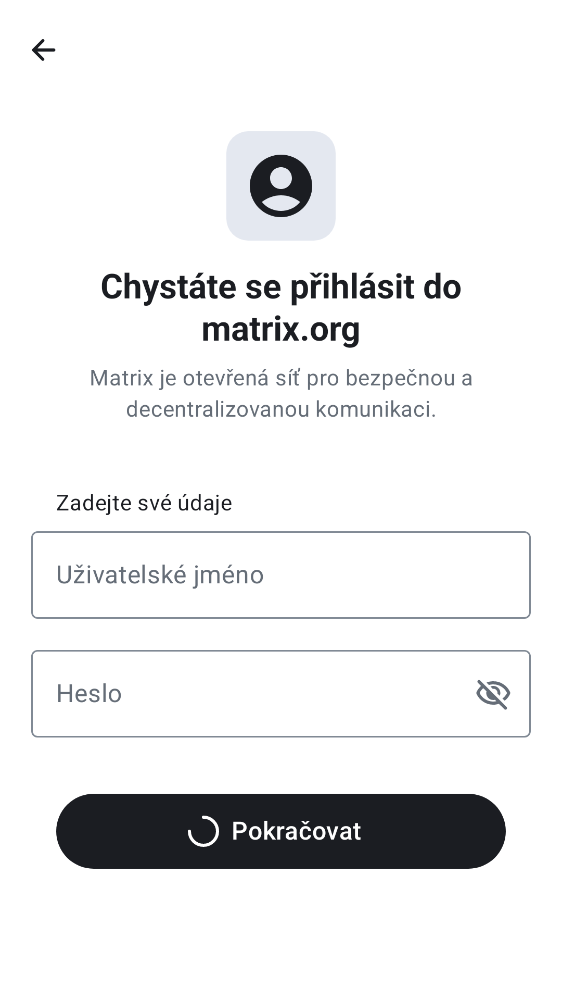 Chystáte se přihlásit do
matrix.org
Matrix je otevřená síť pro bezpečnou a
decentralizovanou komunikaci.
Zadejte své údaje
Uživatelské jméno
Heslo
Pokračovat